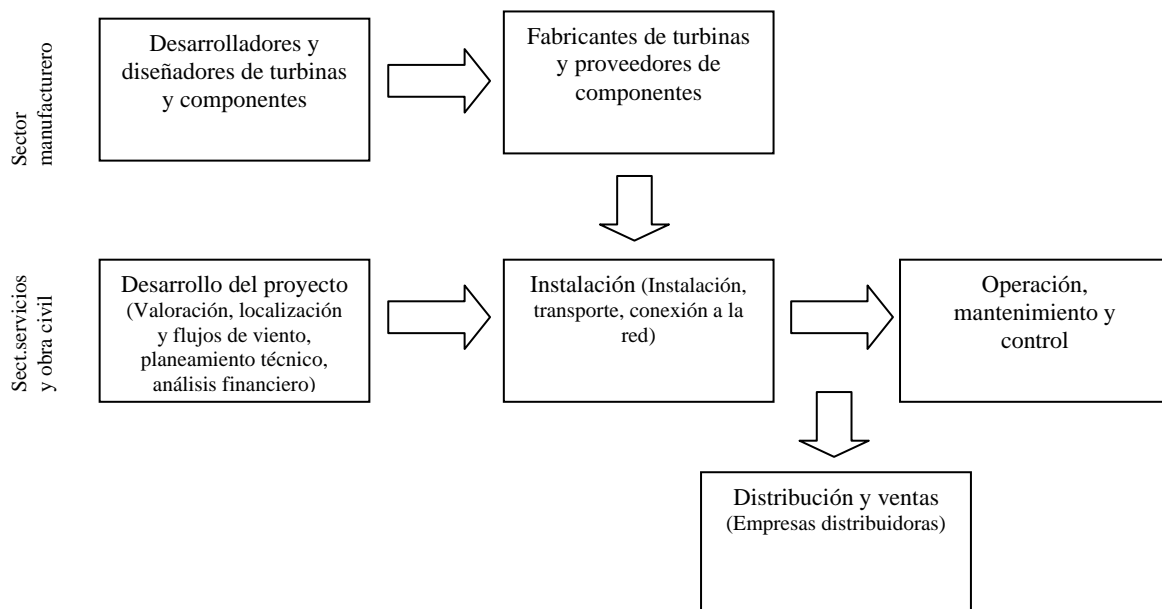 Sector
manufacturero
Desarrolladores y
diseñadores de turbinas
y componentes
Fabricantes de turbinas
y proveedores de
componentes
Sect.servicios
y obra civil
Desarrollo del proyecto
(Valoración, localización
y flujos de viento,
planeamiento técnico,
análisis financiero)
Instalación (Instalación,
transporte, conexión a la
red)
Operación,
mantenimiento y
control
Distribución y ventas
(Empresas distribuidoras)